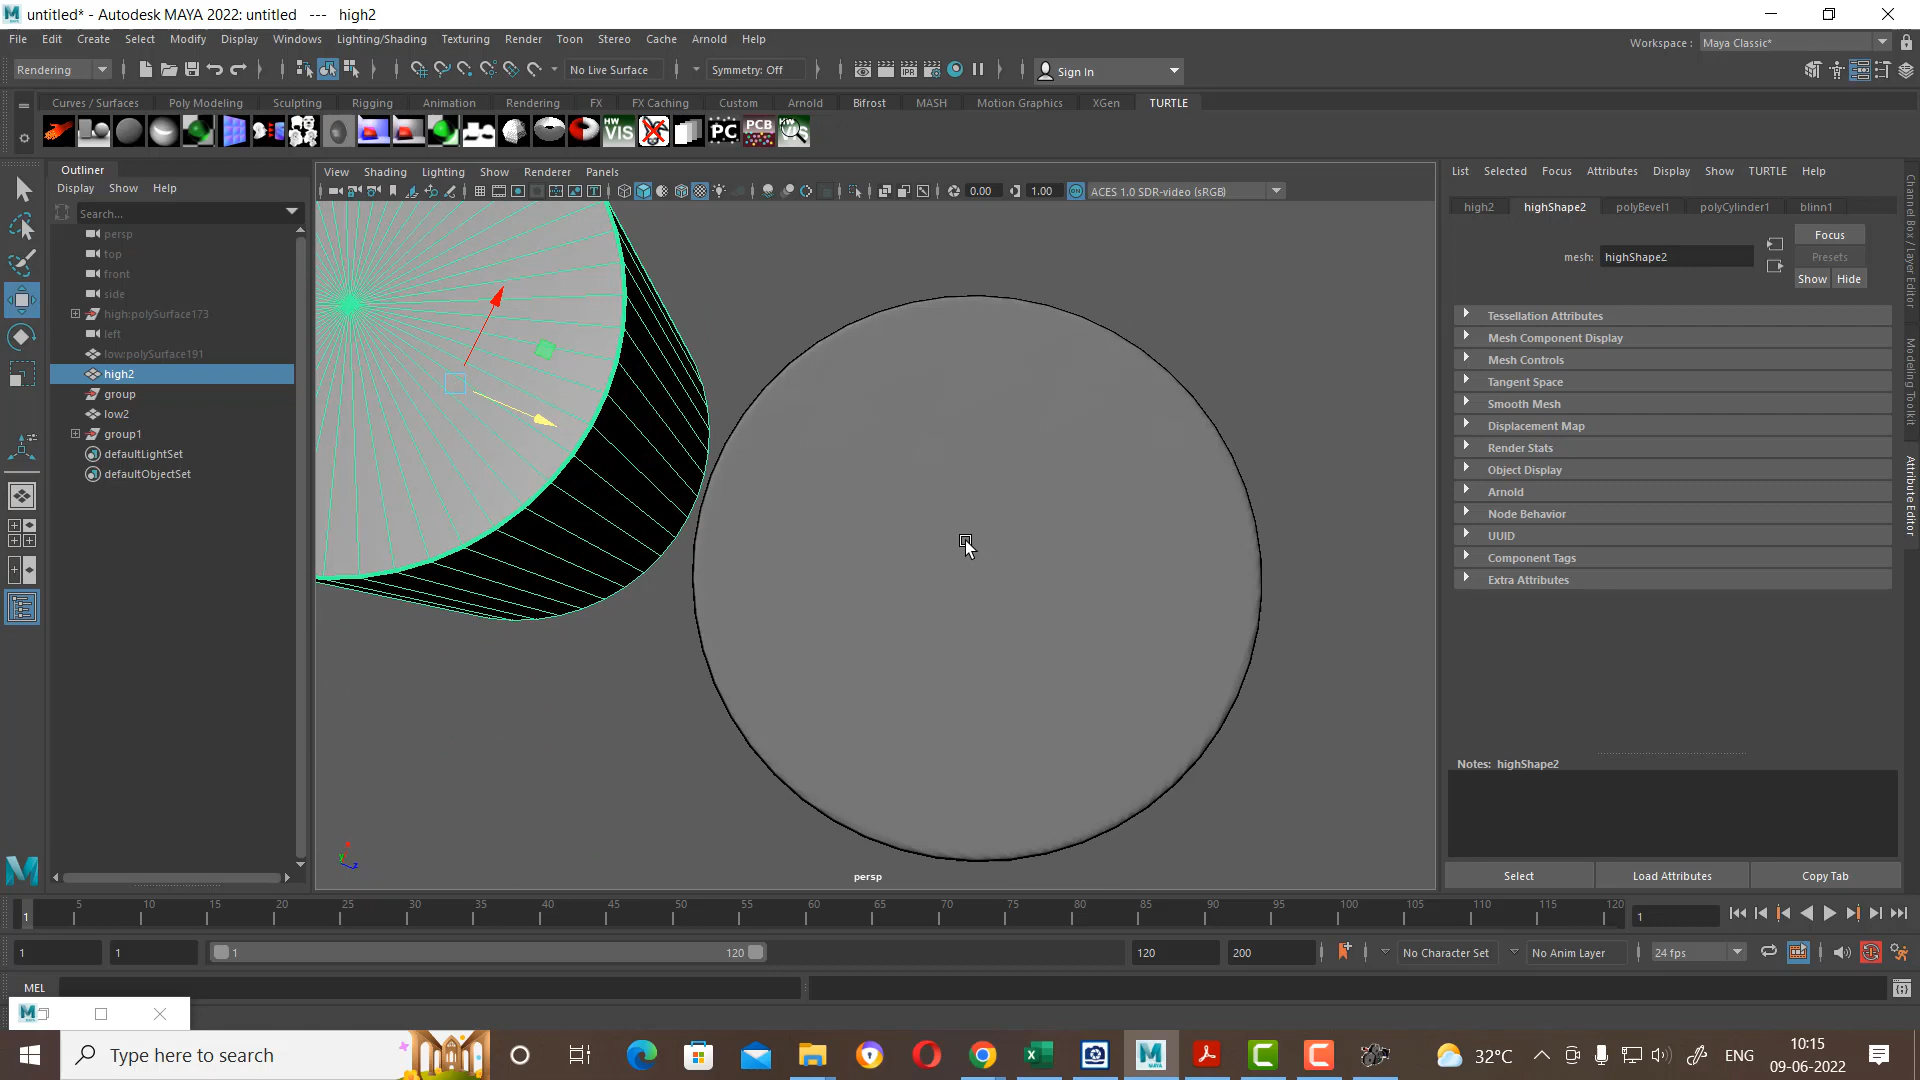 untitled* - Autodesk MAYA 2022: untitled --- high2
File Edit Create Select Modify Display Windows Lighting/Shading Texturing Render Toon Stereo Cache Arnold Help
Workspace : Maya Classic*
Rendering No Live Surface Symmetry: Off Sign In
Curves / Surfaces Poly Modeling Sculpting Rigging Animation Rendering FX FX Caching Custom Arnold Bifrost MASH Motion Graphics XGen TURTLE
HW VIS IPR PC PCB
Outliner
Display Show Help
Search...
persp
top
front
side
high:polySurface173
left
low:polySurface191
high2
group
low2
group1
defaultLightSet
defaultObjectSet
View Shading Lighting Show Renderer Panels
0.00 1.00 ACES 1.0 SDR-video (sRGB)
persp
List Selected Focus Attributes Display Show TURTLE Help
high2 highShape2 polyBevel1 polyCylinder1 blinn1
Focus
mesh: highShape2
Presets
Show Hide
Tessellation Attributes
Mesh Component Display
Mesh Controls
Tangent Space
Smooth Mesh
Displacement Map
Render Stats
Object Display
Arnold
Node Behavior
UUID
Component Tags
Extra Attributes
Notes: highShape2
Select Load Attributes Copy Tab
Channel Box / Layer Editor
Modeling Toolkit
Attribute Editor
1 5 10 15 20 25 30 35 40 45 50 55 60 65 70 75 80 85 90 95 100 105 110 115 120 1
1 1 1 120 120 200 No Character Set No Anim Layer 24 fps
MEL
Type here to search
32°C ENG 10:15
09-06-2022